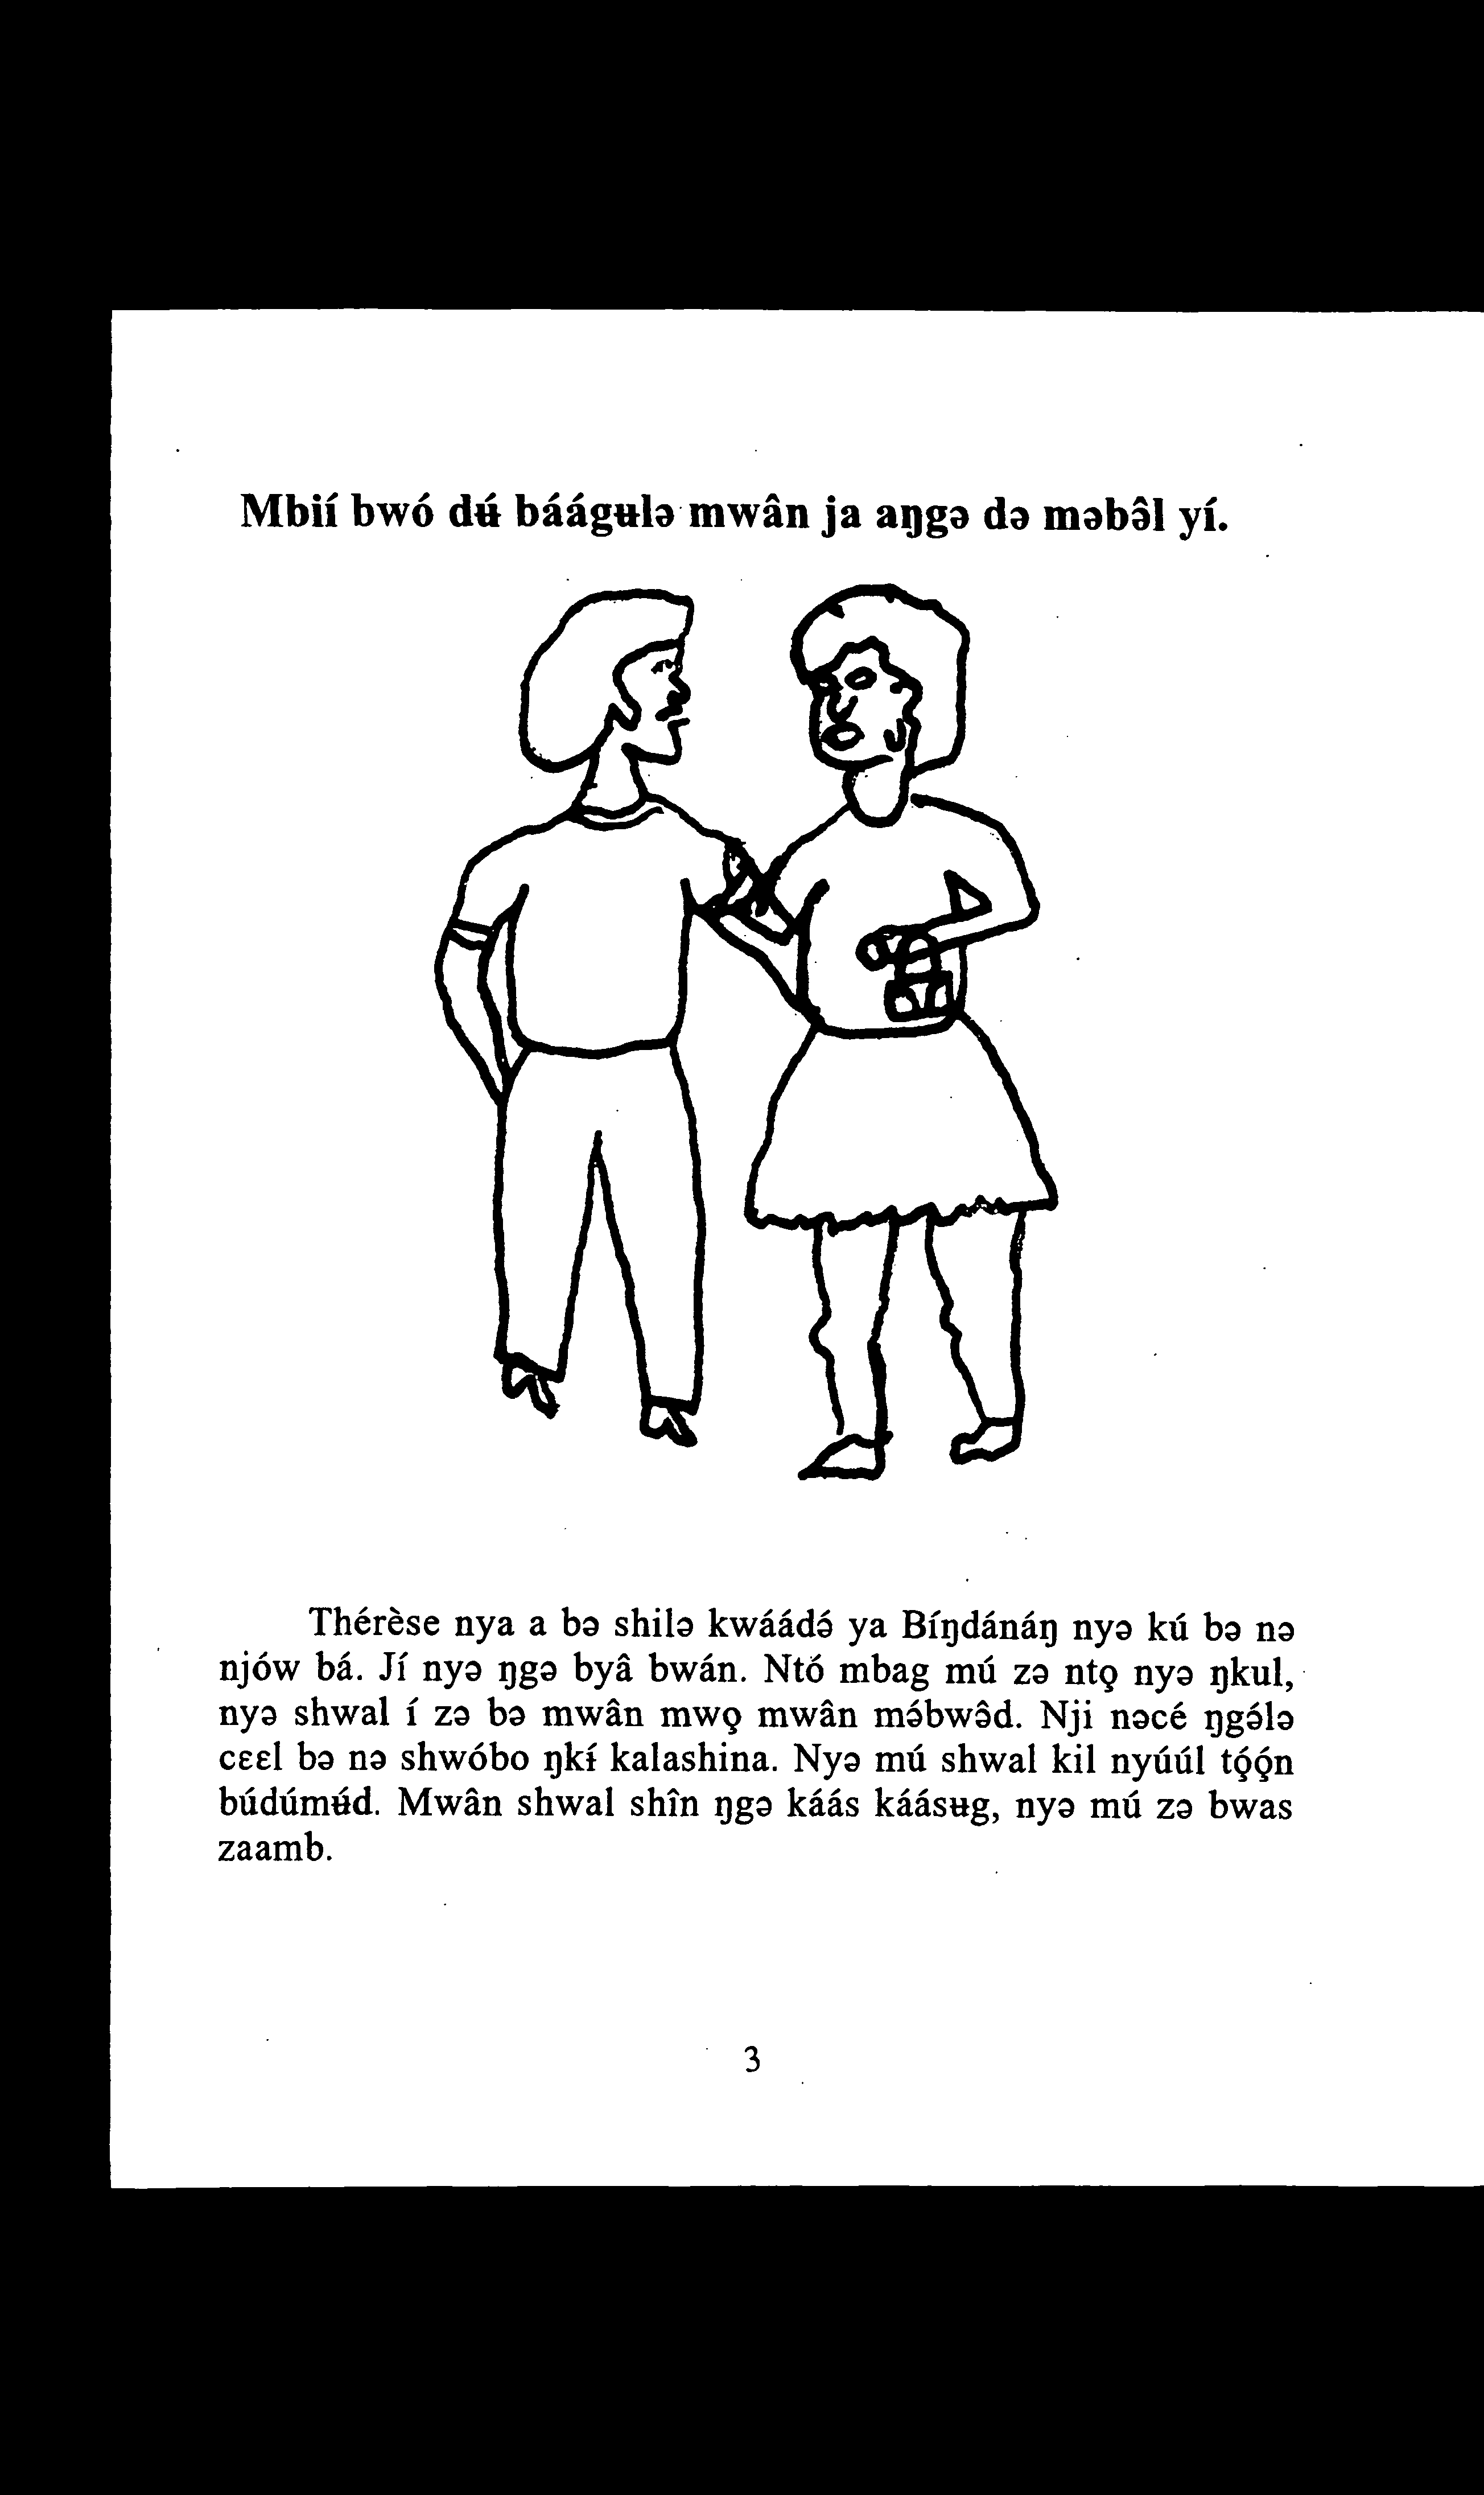 Mbií bwó dʉ́ báágʉlə mwân ja aŋgə də məbə̂l yí.
Thérèse nya a bə shilə kwáádə́ ya Bíŋdánáŋ nyə kú bə nə
njów bá. Jí nyə ŋgə byâ bwán. Ntó mbag mú zə ntǫ nyə ŋkul,
nyə shwal í zə bə mwân mwǫ mwân mə́bwə̂d. Nji nəcé ŋgə́lə
cɛɛl bə nə shwóbo ŋkɨ́ kalashina. Nyə mú shwal kil nyúúl tǫ́ǫ́n
búdúmʉ́d. Mwân shwal shîn ŋgə káás káásʉg, nyə mú zə bwas
zaamb.
3